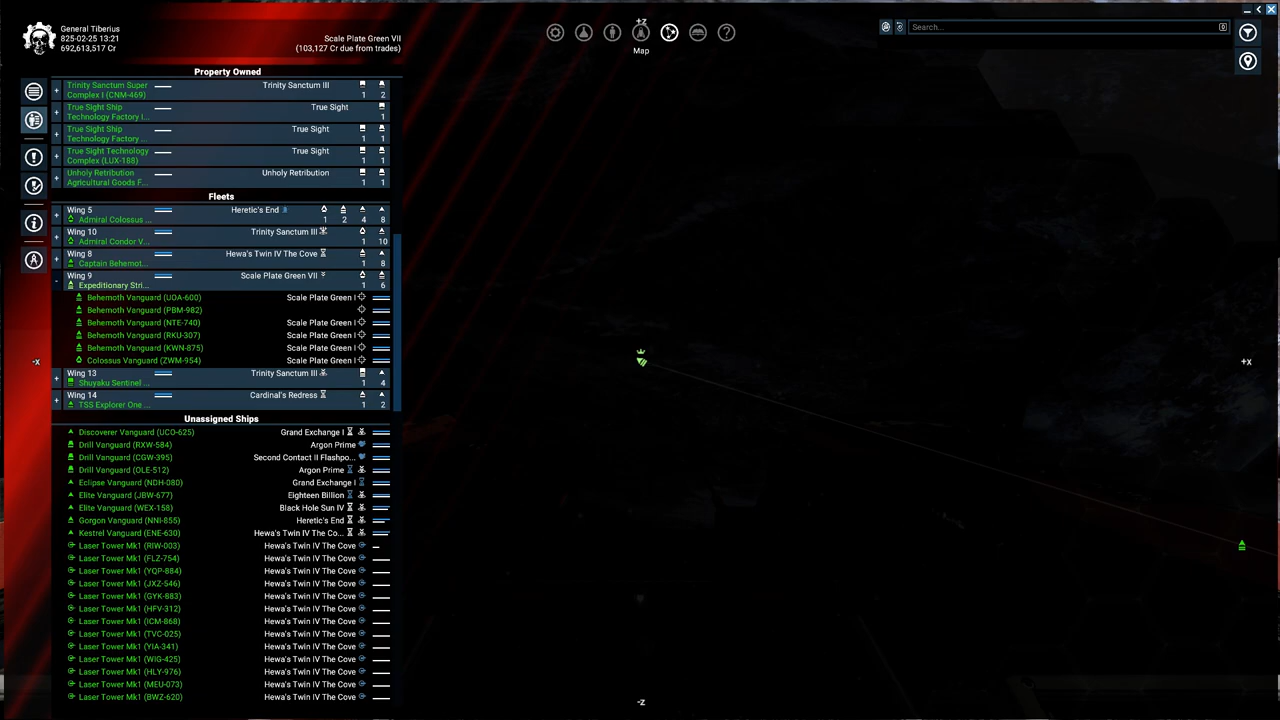 General Tiberius
825-02-25 13:21
692,613,517 Cr
Scale Plate Green VII
(103,127 Cr due from trades)
+Z
Map
Search...
Property Owned
+ Trinity Sanctum Super Trinity Sanctum III
Complex I (CNM-469) 1 2
+ True Sight Ship True Sight
Technology Factory I... 1
+ True Sight Ship True Sight
Technology Factory ... 1 1
+ True Sight Technology True Sight
Complex (LUX-188) 1 1
+ Unholy Retribution Unholy Retribution
Agricultural Goods F... 1 1
Fleets
+ Wing 5 Heretic's End
Admiral Colossus ... 1 2 4 8
+ Wing 10 Trinity Sanctum III
Admiral Condor V... 1 10
+ Wing 8 Hewa's Twin IV The Cove
Captain Behemot... 1 8
- Wing 9 Scale Plate Green VII
Expeditionary Stri... 1 6
Behemoth Vanguard (UOA-600) Scale Plate Green I
Behemoth Vanguard (PBM-982)
Behemoth Vanguard (NTE-740) Scale Plate Green I
Behemoth Vanguard (RKU-307) Scale Plate Green I
Behemoth Vanguard (KWN-875) Scale Plate Green I
Colossus Vanguard (ZWM-954) Scale Plate Green I
+ Wing 13 Trinity Sanctum III
Shuyaku Sentinel ... 1 4
+ Wing 14 Cardinal's Redress
TSS Explorer One ... 1 2
Unassigned Ships
Discoverer Vanguard (UCO-625) Grand Exchange I
Drill Vanguard (RXW-584) Argon Prime
Drill Vanguard (CGW-395) Second Contact II Flashpo...
Drill Vanguard (OLE-512) Argon Prime
Eclipse Vanguard (NDH-080) Grand Exchange I
Elite Vanguard (JBW-677) Eighteen Billion
Elite Vanguard (WEX-158) Black Hole Sun IV
Gorgon Vanguard (NNI-855) Heretic's End
Kestrel Vanguard (ENE-630) Hewa's Twin IV The Co...
Laser Tower Mk1 (RIW-003) Hewa's Twin IV The Cove
Laser Tower Mk1 (FLZ-754) Hewa's Twin IV The Cove
Laser Tower Mk1 (YQP-884) Hewa's Twin IV The Cove
Laser Tower Mk1 (JXZ-546) Hewa's Twin IV The Cove
Laser Tower Mk1 (GYK-883) Hewa's Twin IV The Cove
Laser Tower Mk1 (HFV-312) Hewa's Twin IV The Cove
Laser Tower Mk1 (ICM-868) Hewa's Twin IV The Cove
Laser Tower Mk1 (TVC-025) Hewa's Twin IV The Cove
Laser Tower Mk1 (YIA-341) Hewa's Twin IV The Cove
Laser Tower Mk1 (WIG-425) Hewa's Twin IV The Cove
Laser Tower Mk1 (HLY-976) Hewa's Twin IV The Cove
Laser Tower Mk1 (MEU-073) Hewa's Twin IV The Cove
Laser Tower Mk1 (BWZ-620) Hewa's Twin IV The Cove
-X
+X
-Z